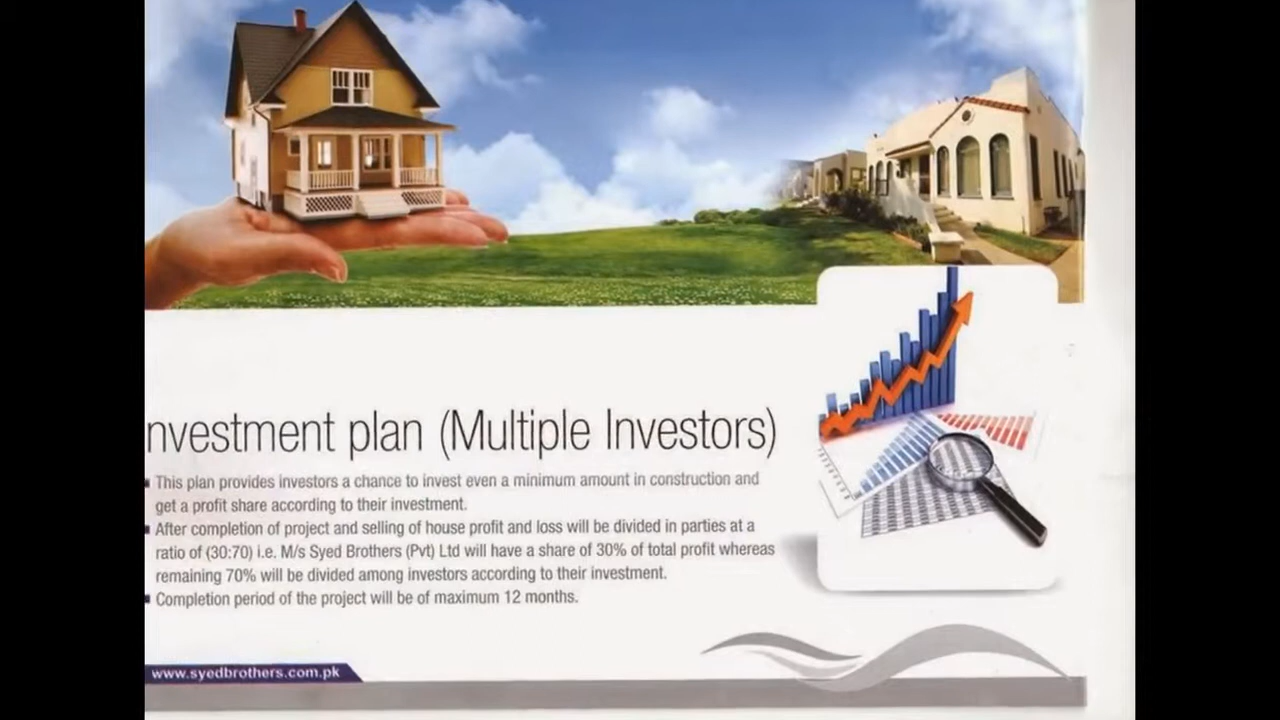 nvestment plan (Multiple Investors)
This plan provides investors a chance to invest even a minimum amount in construction and
get a profit share according to their investment.
After completion of project and selling of house profit and loss will be divided in parties at a
ratio of (30:70) i.e. M/s Syed Brothers (Pvt) Ltd will have a share of 30% of total profit whereas
remaining 70% will be divided among investors according to their investment.
Completion period of the project will be of maximum 12 months.
www.syedbrothers.com.pk